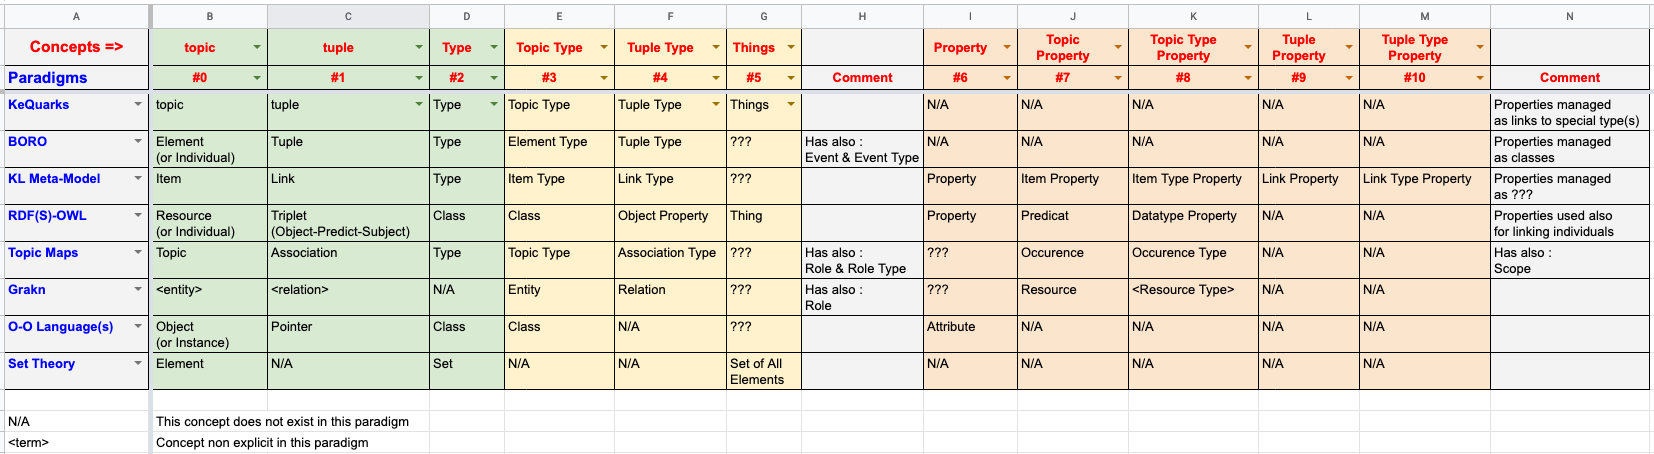 A B C D E F G H I J K L M N
Concepts => topic tuple Type Topic Type Tuple Type Things Property Topic Property Topic Type Property Tuple Property Tuple Type Property
Paradigms #0 #1 #2 #3 #4 #5 Comment #6 #7 #8 #9 #10 Comment
KeQuarks topic tuple Type Topic Type Tuple Type Things N/A N/A N/A N/A N/A Properties managed
as links to special type(s)
BORO Element Tuple Type Element Type Tuple Type ??? Has also : N/A N/A N/A N/A N/A Properties managed
(or Individual) Event & Event Type as classes
KL Meta-Model Item Link Type Item Type Link Type ??? Property Item Property Item Type Property Link Property Link Type Property Properties managed
as ???
RDF(S)-OWL Resource Triplet Class Class Object Property Thing Property Predicat Datatype Property N/A N/A Properties used also
(or Individual) (Object-Predict-Subject) for linking individuals
Topic Maps Topic Association Type Topic Type Association Type ??? Has also : ??? Occurence Occurence Type N/A N/A Has also :
Role & Role Type Scope
Grakn <entity> <relation> N/A Entity Relation ??? Has also : ??? Resource <Resource Type> N/A N/A
Role
O-O Language(s) Object Pointer Class Class N/A ??? Attribute N/A N/A N/A N/A
(or Instance)
Set Theory Element N/A Set N/A N/A Set of All N/A N/A N/A N/A N/A
Elements
N/A This concept does not exist in this paradigm
<term> Concept non explicit in this paradigm